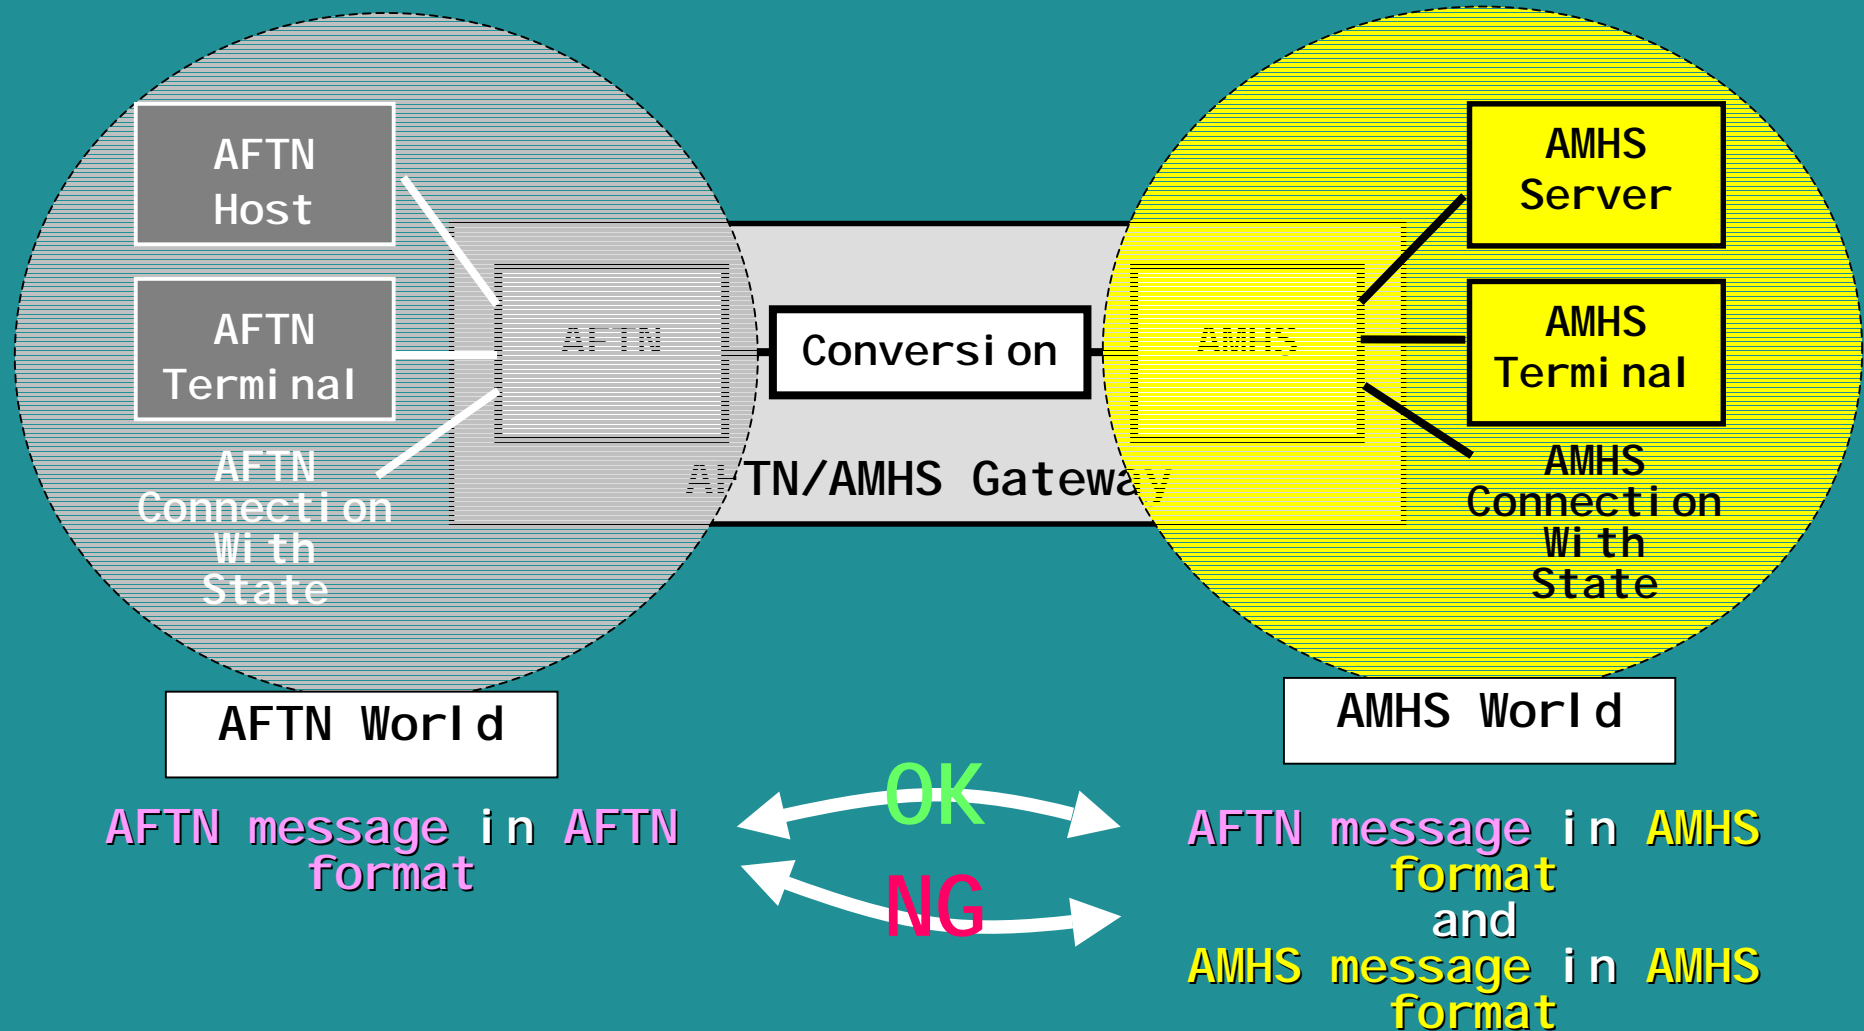 AFTN
Host
AFTN
Terminal
AFTN
Connection
With
State
AFTN
Conversion
AMHS
AFTN/AMHS Gateway
AMHS
Server
AMHS
Terminal
AMHS
Connection
With
State
AFTN World
AMHS World
AFTN message in AFTN
format
OK
NG
AFTN message in AMHS
format
and
AMHS message in AMHS
format